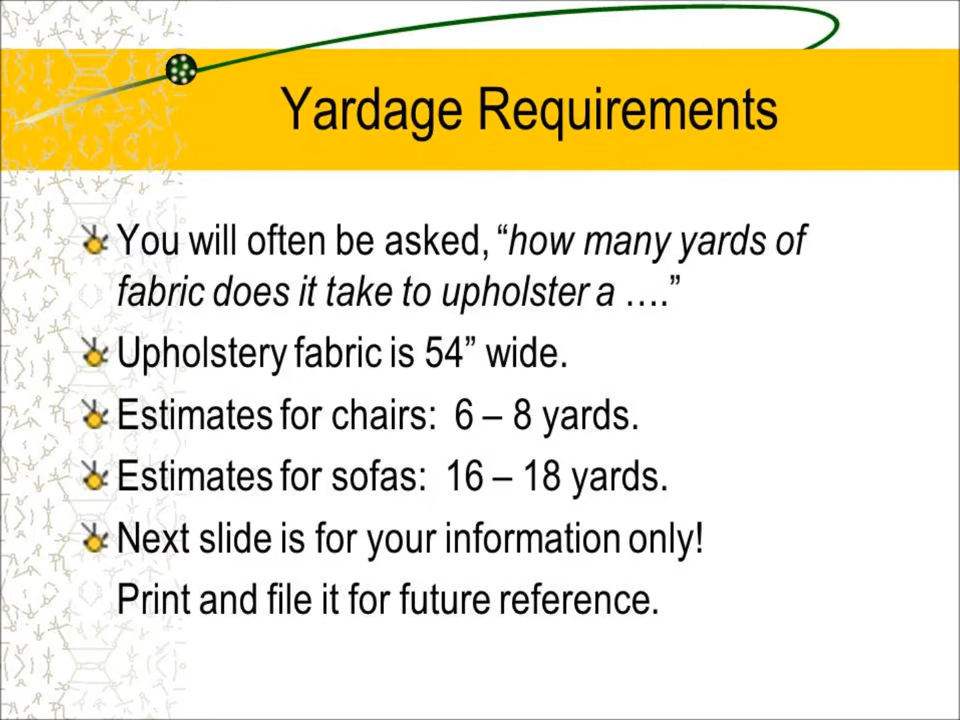 Yardage Requirements
You will often be asked, “how many yards of
fabric does it take to upholster a ….”
Upholstery fabric is 54” wide.
Estimates for chairs:  6 – 8 yards.
Estimates for sofas:  16 – 18 yards.
Next slide is for your information only!
Print and file it for future reference.